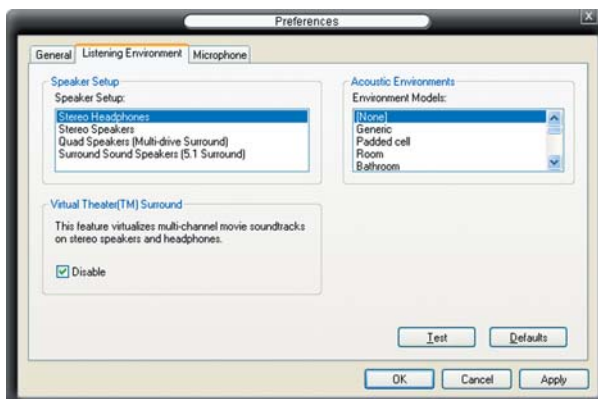 Preferences
X
General Listening Environment Microphone
Speaker Setup
Speaker Setup:
Stereo Headphones
Stereo Speakers
Quad Speakers (Multi-drive Surround)
Surround Sound Speakers (5.1 Surround)
Acoustic Environments
Environment Models:
[None]
Generic
Padded cell
Room
Bathroom
Virtual Theater(TM) Surround
This feature virtualizes multi-channel movie soundtracks
on stereo speakers and headphones.
Disable
Test Defaults
OK Cancel Apply